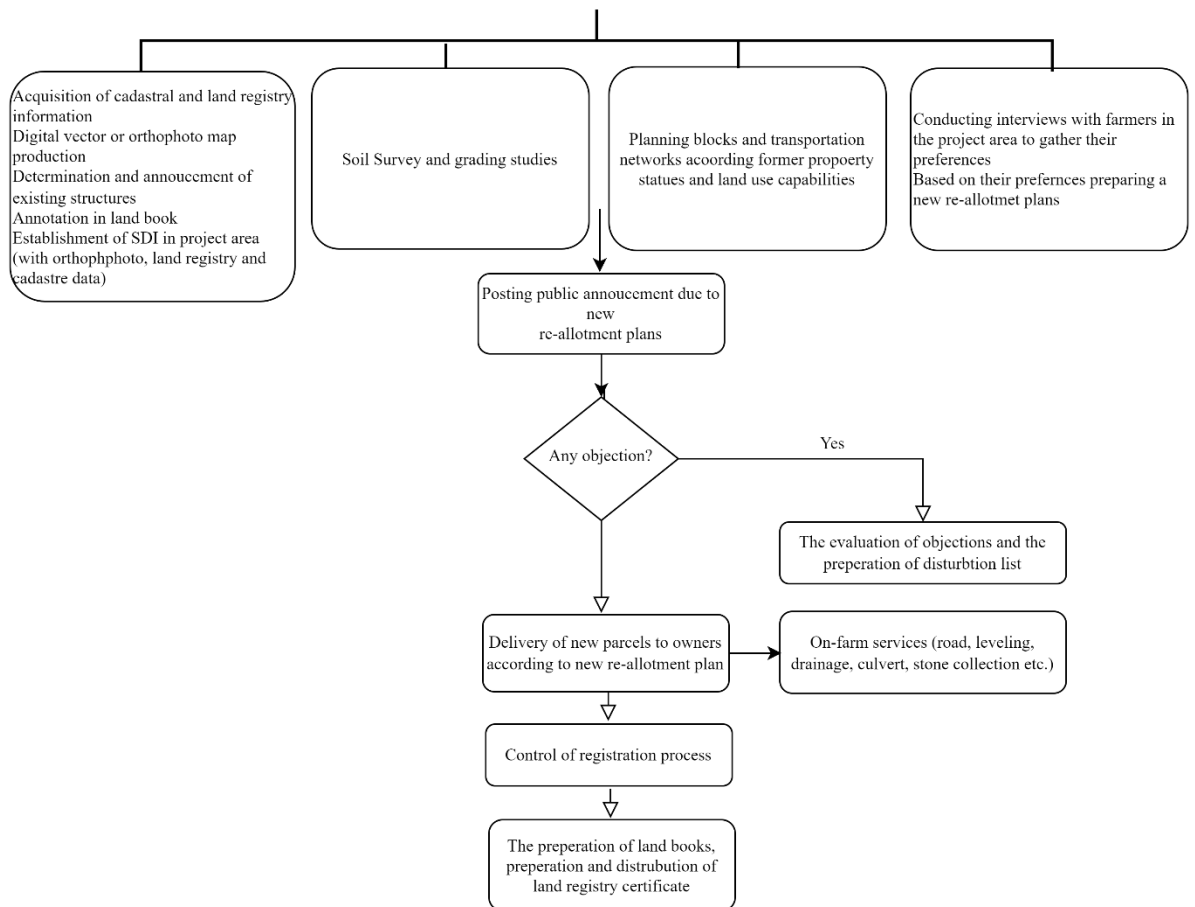 Acquisition of cadastral and land registry
information
Digital vector or orthophoto map
production
Determination and annoucement of
existing structures
Annotation in land book
Establishment of SDI in project area
(with orthophphoto, land registry and
cadastre data)
Soil Survey and grading studies
Planning blocks and transportation
networks acoording former propoerty
statues and land use capabilities
Conducting interviews with farmers in
the project area to gather their
preferences
Based on their prefernces preparing a
new re-allotmet plans
Posting public annoucement due to
new
re-allotment plans
Any objection?
Yes
The evaluation of objections and the
preperation of disturbtion list
Delivery of new parcels to owners
according to new re-allotment plan
On-farm services (road, leveling,
drainage, culvert, stone collection etc.)
Control of registration process
The preperation of land books,
preperation and distrubution of
land registry certificate